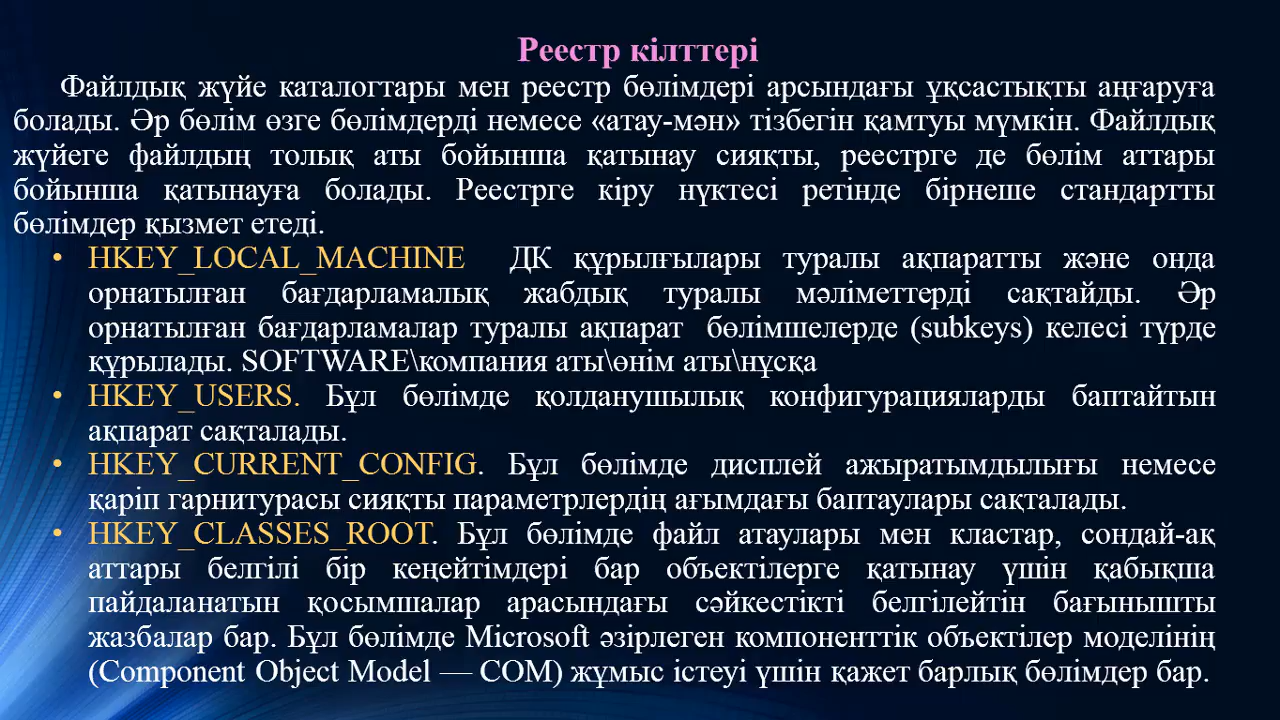 Реестр кілттері
Файлдық жүйе каталогтары мен реестр бөлімдері арсындағы ұқсастықты аңғаруға
болады. Әр бөлім өзге бөлімдерді немесе «атау-мән» тізбегін қамтуы мүмкін. Файлдық
жүйеге файлдың толық аты бойынша қатынау сияқты, реестрге де бөлім аттары
бойынша қатынауға болады. Реестрге кіру нүктесі ретінде бірнеше стандартты
бөлімдер қызмет етеді.
• HKEY_LOCAL_MACHINE ДК құрылғылары туралы ақпаратты және онда
орнатылған бағдарламалық жабдық туралы мәліметтерді сақтайды. Әр
орнатылған бағдарламалар туралы ақпарат бөлімшелерде (subkeys) келесі түрде
құрылады. SOFTWARE\компания аты\өнім аты\нұсқа
• HKEY_USERS. Бұл бөлімде қолданушылық конфигурацияларды баптайтын
ақпарат сақталады.
• HKEY_CURRENT_CONFIG. Бұл бөлімде дисплей ажыратымдылығы немесе
қаріп гарнитурасы сияқты параметрлердің ағымдағы баптаулары сақталады.
• HKEY_CLASSES_ROOT. Бұл бөлімде файл атаулары мен кластар, сондай-ақ
аттары белгілі бір кеңейтімдері бар объектілерге қатынау үшін қабықша
пайдаланатын қосымшалар арасындағы сәйкестікті белгілейтін бағынышты
жазбалар бар. Бұл бөлімде Microsoft әзірлеген компоненттік объектілер моделінің
(Component Object Model — COM) жұмыс істеуі үшін қажет барлық бөлімдер бар.